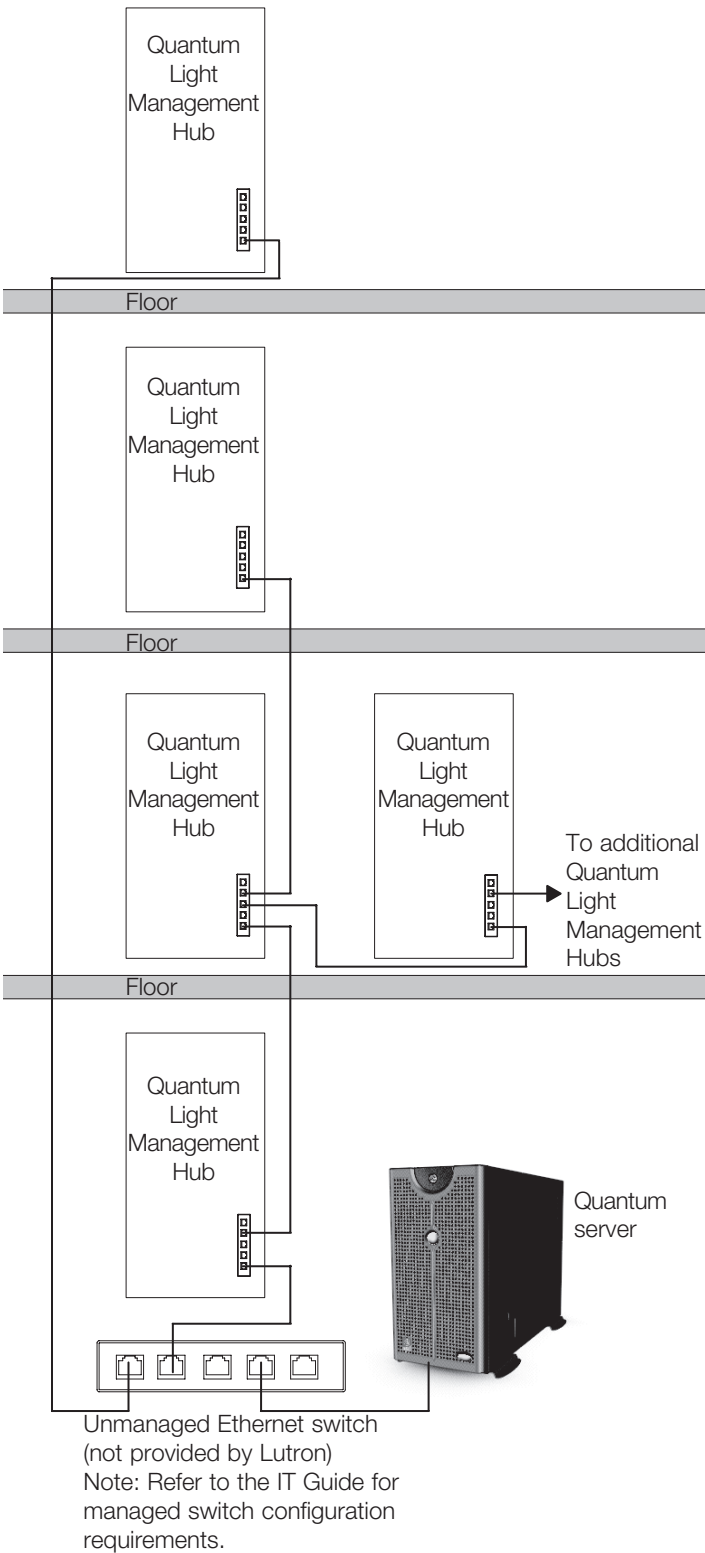 Quantum
Light
Management
Hub
Floor
Quantum
Light
Management
Hub
Floor
Quantum
Light
Management
Hub
Quantum
Light
Management
Hub
To additional
Quantum
Light
Management
Hubs
Floor
Quantum
Light
Management
Hub
Quantum
server
Unmanaged Ethernet switch
(not provided by Lutron)
Note: Refer to the IT Guide for
managed switch configuration
requirements.